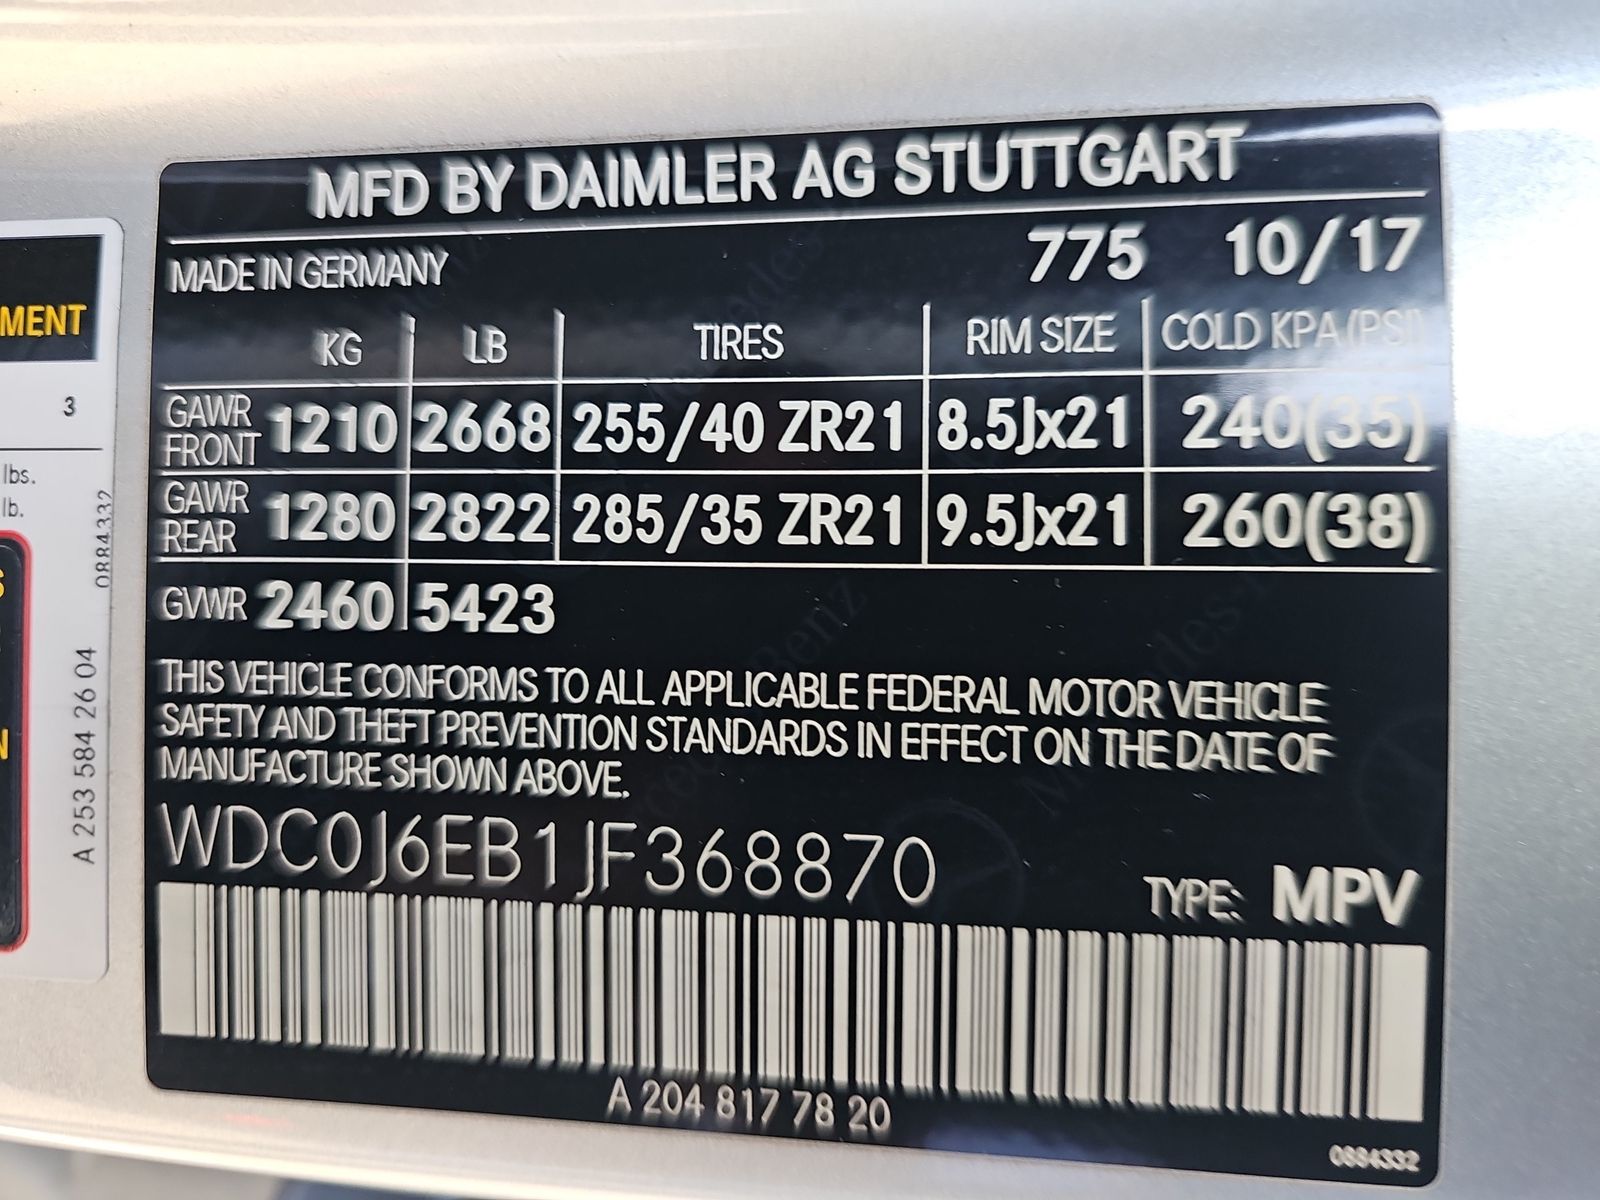 MENT
3
lbs.
lb.
0884332
A 253 584 26 04
S
N
MFD BY DAIMLER AG STUTTGART
MADE IN GERMANY 775 10/17
KG LB TIRES RIM SIZE COLD KPA(PSI)
GAWR FRONT 1210 2668 255/40 ZR21 8.5Jx21 240(35)
GAWR REAR 1280 2822 285/35 ZR21 9.5Jx21 260(38)
GVWR 2460 5423
THIS VEHICLE CONFORMS TO ALL APPLICABLE FEDERAL MOTOR VEHICLE
SAFETY AND THEFT PREVENTION STANDARDS IN EFFECT ON THE DATE OF
MANUFACTURE SHOWN ABOVE.
WDC0J6EB1JF368870
TYPE: MPV
A 204 817 78 20
0884332